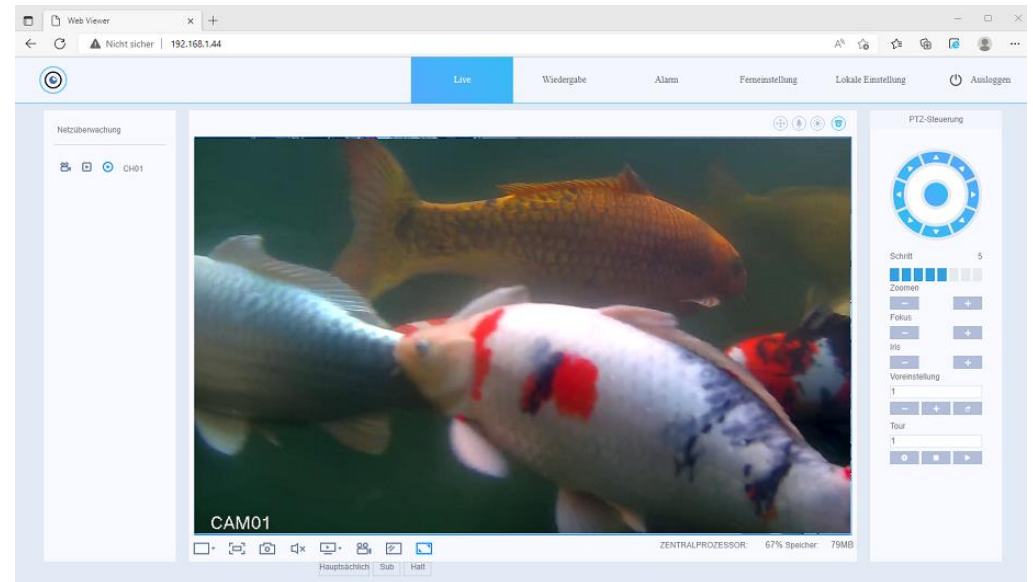 Web Viewer
Nicht sicher 192.168.1.44
Live Wiedergabe Alarm Ferneinstellung Lokale Einstellung Ausloggen
Netzüberwachung
CH01
CAM01
ZENTRALPROZESSOR: 67% Speicher: 79MB
Hauptsächlich Sub Halt
PTZ-Steuerung
Schritt 5
Zoomen
Fokus
Iris
Voreinstellung
1
Tour
1